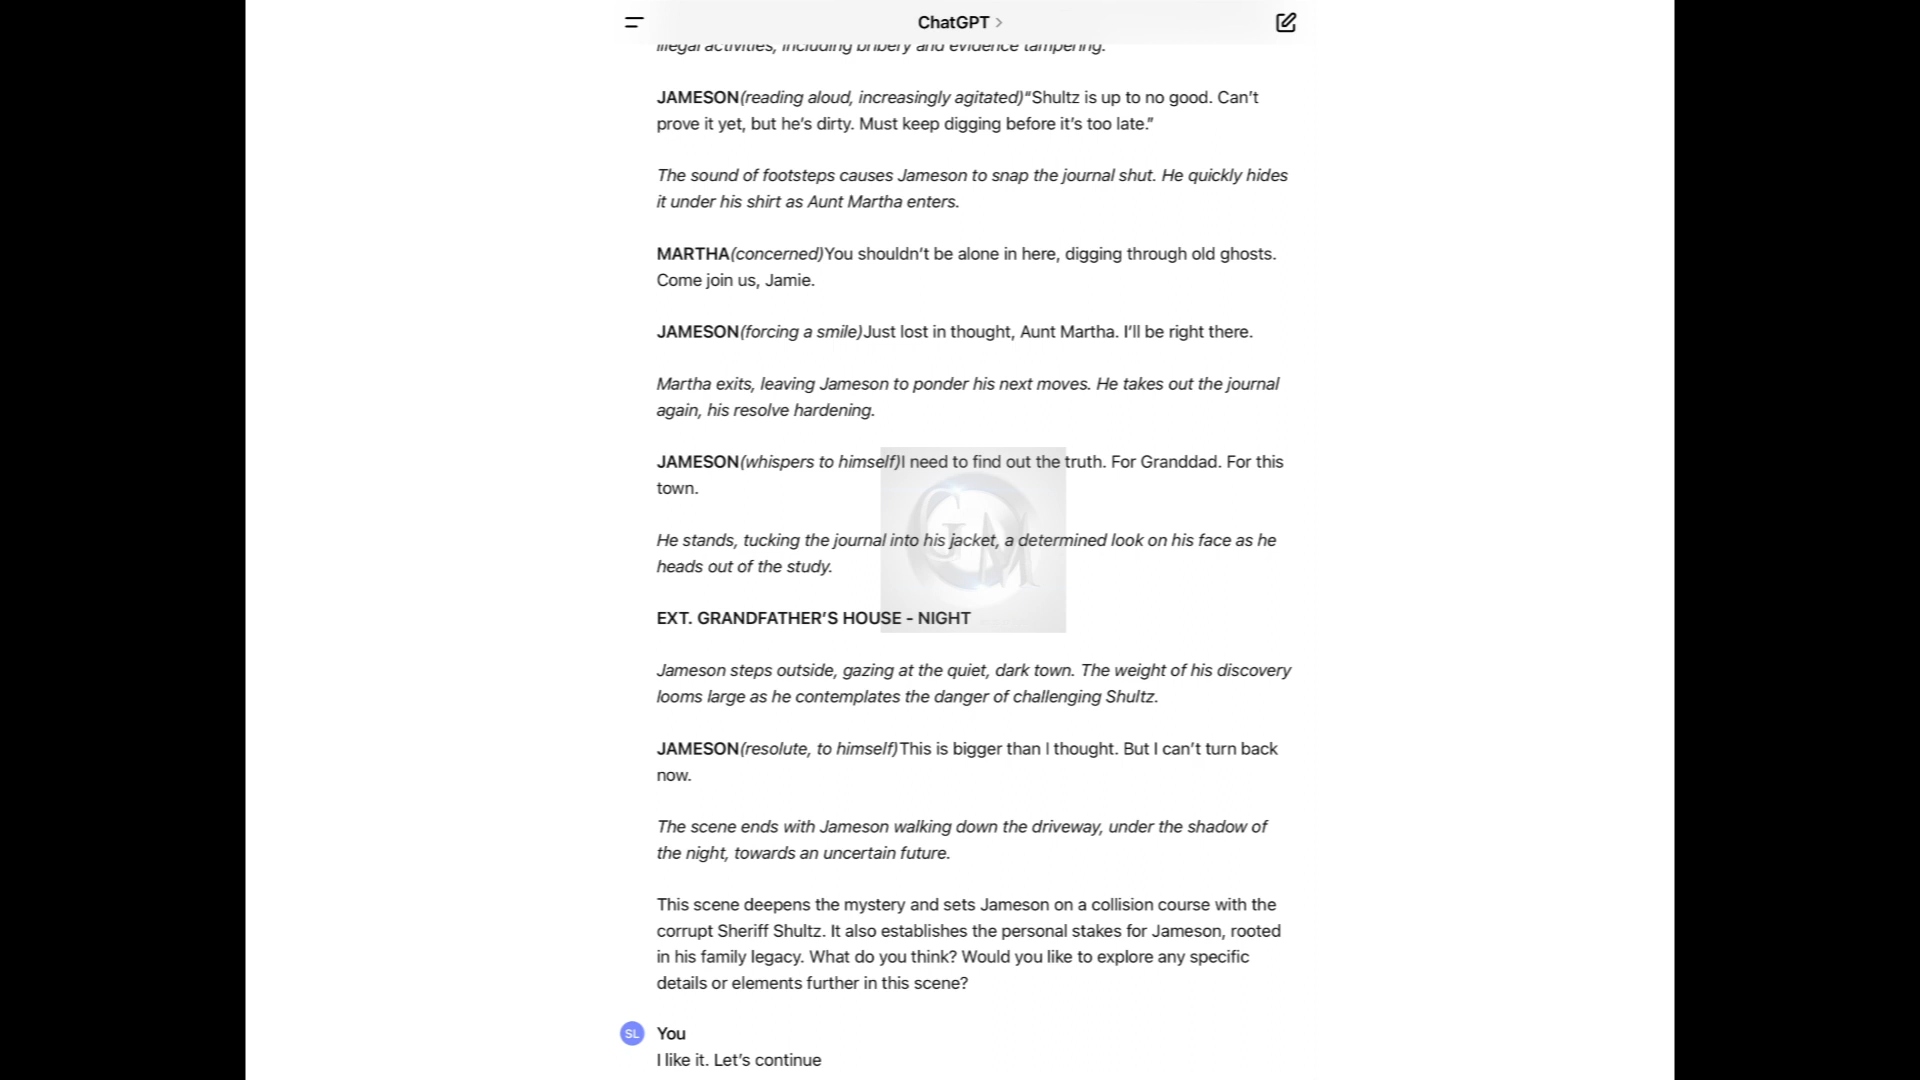 ChatGPT >
illegal activities, including bribery and evidence tampering.
JAMESON(reading aloud, increasingly agitated)“Shultz is up to no good. Can’t
prove it yet, but he’s dirty. Must keep digging before it’s too late.”
The sound of footsteps causes Jameson to snap the journal shut. He quickly hides
it under his shirt as Aunt Martha enters.
MARTHA(concerned)You shouldn’t be alone in here, digging through old ghosts.
Come join us, Jamie.
JAMESON(forcing a smile)Just lost in thought, Aunt Martha. I’ll be right there.
Martha exits, leaving Jameson to ponder his next moves. He takes out the journal
again, his resolve hardening.
JAMESON(whispers to himself)I need to find out the truth. For Granddad. For this
town.
He stands, tucking the journal into his jacket, a determined look on his face as he
heads out of the study.
EXT. GRANDFATHER’S HOUSE - NIGHT
Jameson steps outside, gazing at the quiet, dark town. The weight of his discovery
looms large as he contemplates the danger of challenging Shultz.
JAMESON(resolute, to himself)This is bigger than I thought. But I can’t turn back
now.
The scene ends with Jameson walking down the driveway, under the shadow of
the night, towards an uncertain future.
This scene deepens the mystery and sets Jameson on a collision course with the
corrupt Sheriff Shultz. It also establishes the personal stakes for Jameson, rooted
in his family legacy. What do you think? Would you like to explore any specific
details or elements further in this scene?
SL You
I like it. Let’s continue